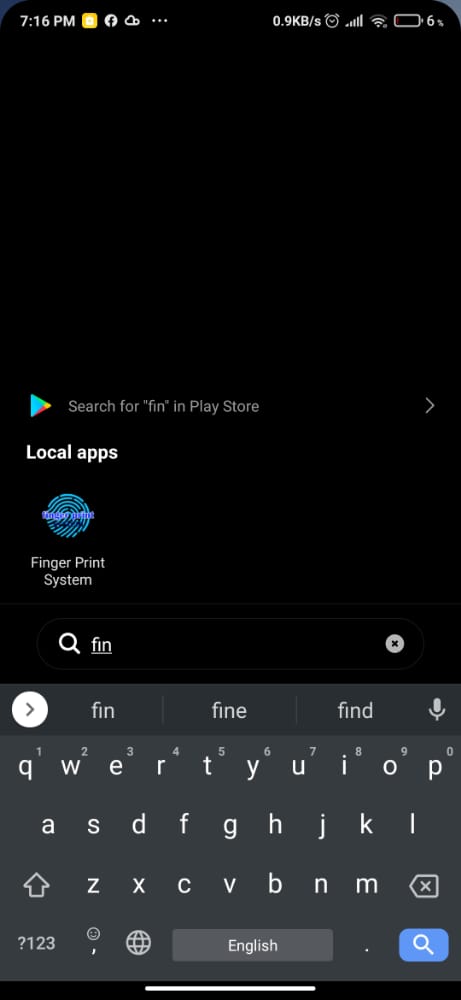 7:16 PM 0.9KB/s 6%
Search for "fin" in Play Store
Local apps
finger print
Finger Print
System
fin
fin fine find
1 2 3 4 5 6 7 8 9 0
q w e r t y u i o p
a s d f g h j k l
z x c v b n m
?123 , English .